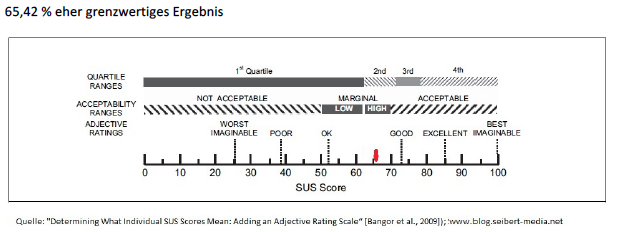 65,42 % eher grenzwertiges Ergebnis
1st Quartile 2nd 3rd 4th
QUARTILE
RANGES
NOT ACCEPTABLE MARGINAL ACCEPTABLE
ACCEPTABILITY
RANGES
LOW HIGH
ADJECTIVE
RATINGS
WORST
IMAGINABLE POOR OK GOOD EXCELLENT BEST
IMAGINABLE
0 10 20 30 40 50 60 70 80 90 100
SUS Score
Quelle: "Determining What Individual SUS Scores Mean: Adding an Adjective Rating Scale“ [Bangor et al., 2009]); www.blog.seibert-media.net